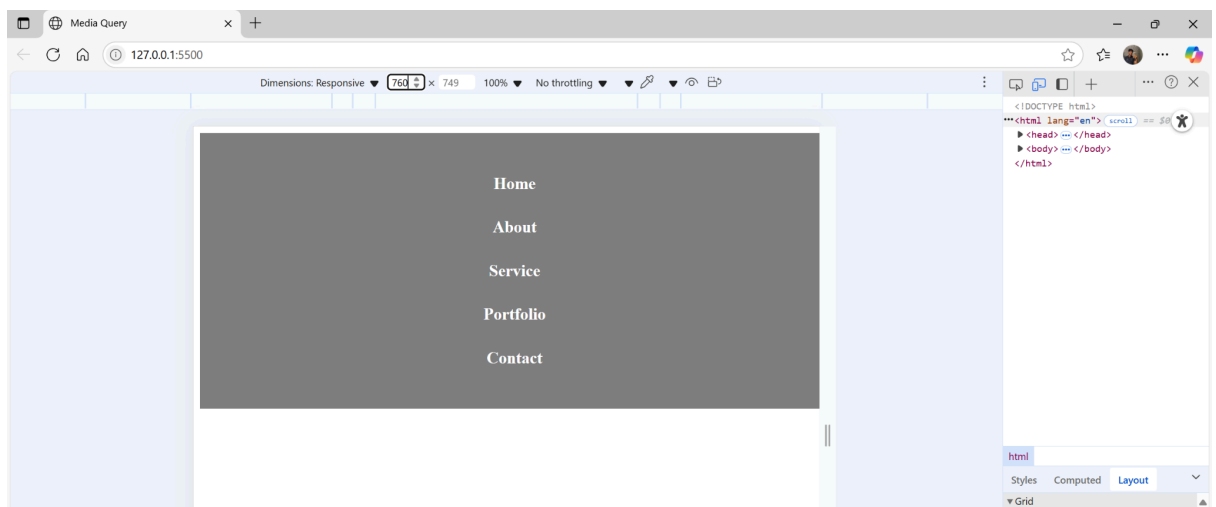 Media Query
127.0.0.1:5500
Dimensions: Responsive 760 × 749 100% No throttling
<!DOCTYPE html>
<html lang="en"> scroll == $0
<head> ... </head>
<body> ... </body>
</html>
Home
About
Service
Portfolio
Contact
html
Styles Computed Layout
Grid